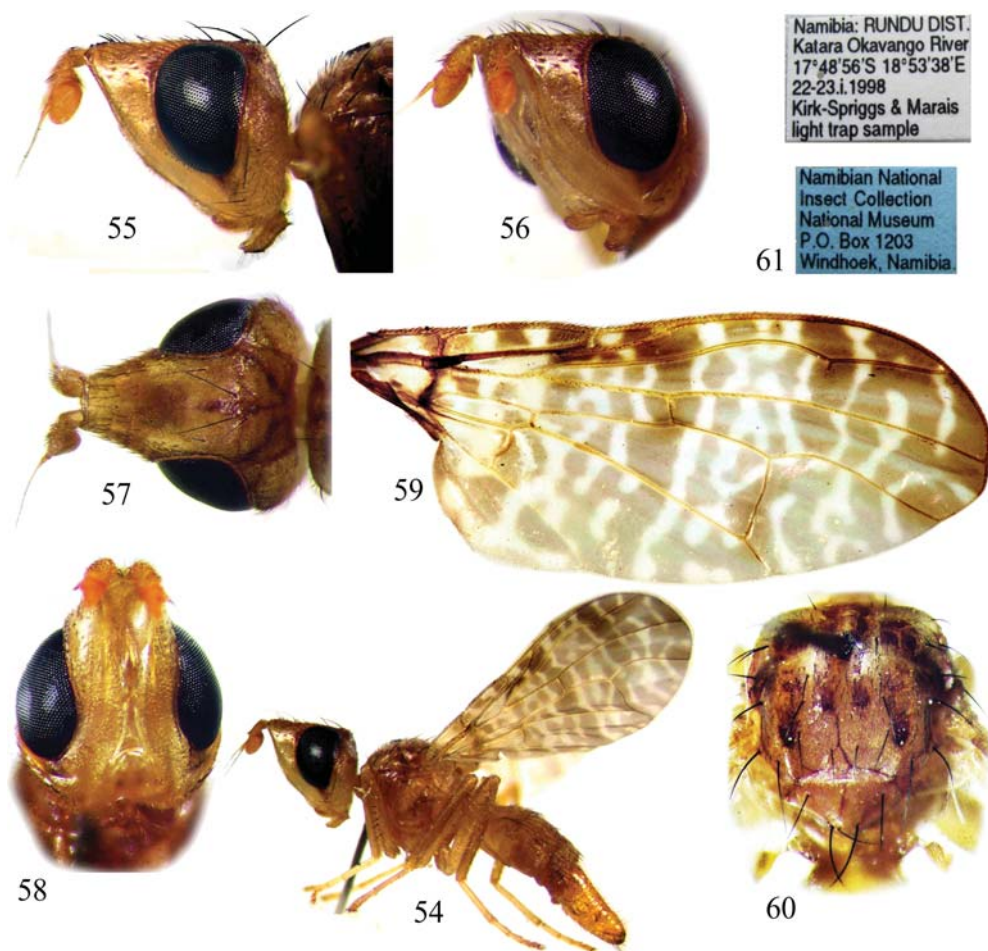 Namibia: RUNDU DIST.
Katara Okavango River
17°48'56"S 18°53'38'E
22-23.i.1998
Kirk-Spriggs & Marais
light trap sample
55
56
61
Namibian National
Insect Collection
National Museum
P.O. Box 1203
Windhoek, Namibia.
57
59
58
54
60